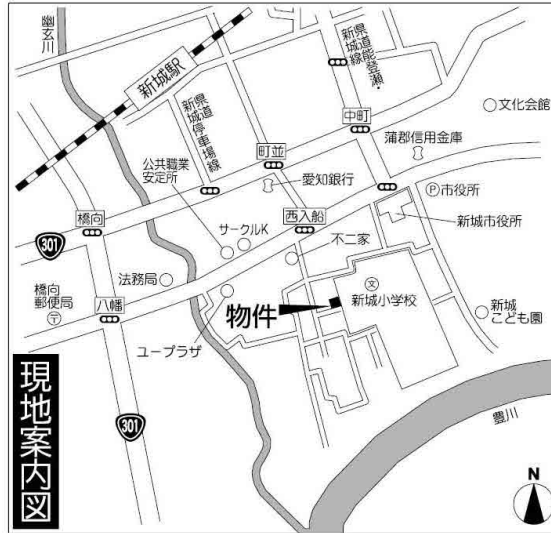 幽玄川
新城駅
県道
新城停車場線
県道能登瀬・
新城線
中町
文化会館
蒲郡信用金庫
公共職業
安定所
町並
愛知銀行
P市役所
橋向
サークルK
西入船
不二家
新城市役所
301
法務局
橋向
郵便局
〒
八幡
物件
文
新城小学校
新城
こども園
ユープラザ
現地案内図
301
豊川
N